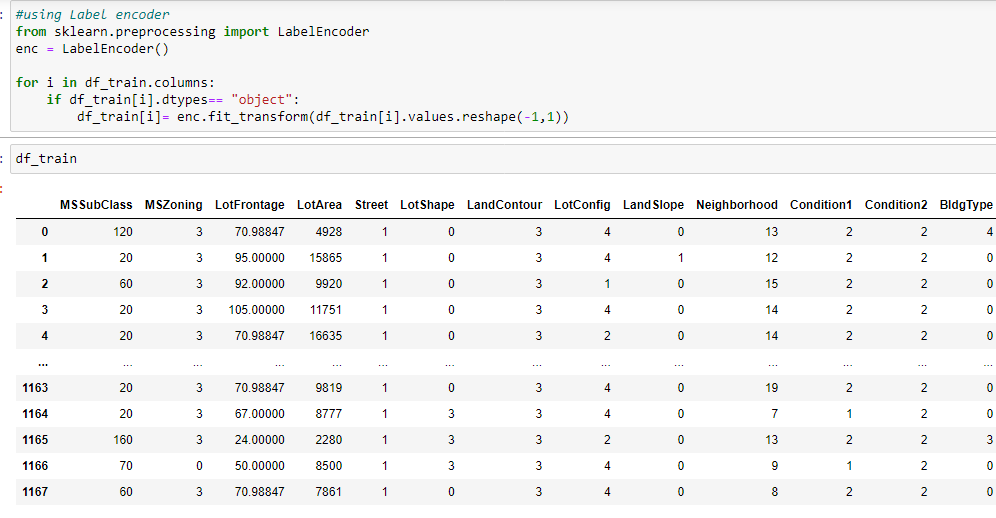 #using Label encoder
from sklearn.preprocessing import LabelEncoder
enc = LabelEncoder()
for i in df_train.columns:
if df_train[i].dtypes== "object":
df_train[i]= enc.fit_transform(df_train[i].values.reshape(-1,1))
df_train
MSSubClass MSZoning LotFrontage LotArea Street LotShape LandContour LotConfig LandSlope Neighborhood Condition1 Condition2 BldgType
0 120 3 70.98847 4928 1 0 3 4 0 13 2 2 4
1 20 3 95.00000 15865 1 0 3 4 1 12 2 2 0
2 60 3 92.00000 9920 1 0 3 1 0 15 2 2 0
3 20 3 105.00000 11751 1 0 3 4 0 14 2 2 0
4 20 3 70.98847 16635 1 0 3 2 0 14 2 2 0
... ... ... ... ... ... ... ... ... ... ... ... ... ...
1163 20 3 70.98847 9819 1 0 3 4 0 19 2 2 0
1164 20 3 67.00000 8777 1 3 3 4 0 7 1 2 0
1165 160 3 24.00000 2280 1 3 3 2 0 13 2 2 3
1166 70 0 50.00000 8500 1 3 3 4 0 9 1 2 0
1167 60 3 70.98847 7861 1 0 3 4 0 8 2 2 0